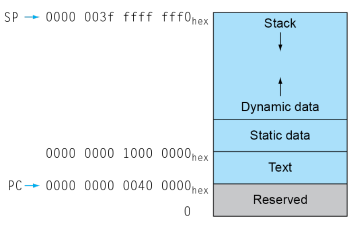 SP → 0000 003f ffff fff0hex
Stack
Dynamic data
Static data
0000 0000 1000 0000hex
Text
PC → 0000 0000 0040 0000hex
Reserved
0